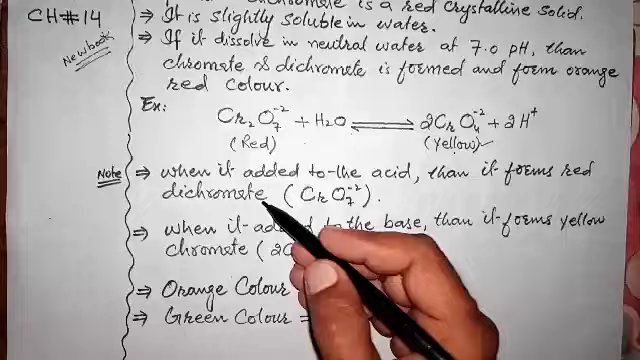 CH#14
Newbook
dichromate is a red crystalline solid.
⇒ It is slightly soluble in water.
⇒ If it dissolve in neutral water at 7.0 pH, than
chromate & dichromate is formed and form orange
red colour.
Ex:
Cr₂O₇⁻² + H₂O ⇌ 2CrO₄⁻² + 2H⁺
(Red) (Yellow)
Note ⇒ when it added to the acid, than it forms red
dichromate (CrO₇⁻²).
⇒ when it added to the base, than it forms yellow
chromate (2C
⇒ Orange Colour
⇒ Green Colour =